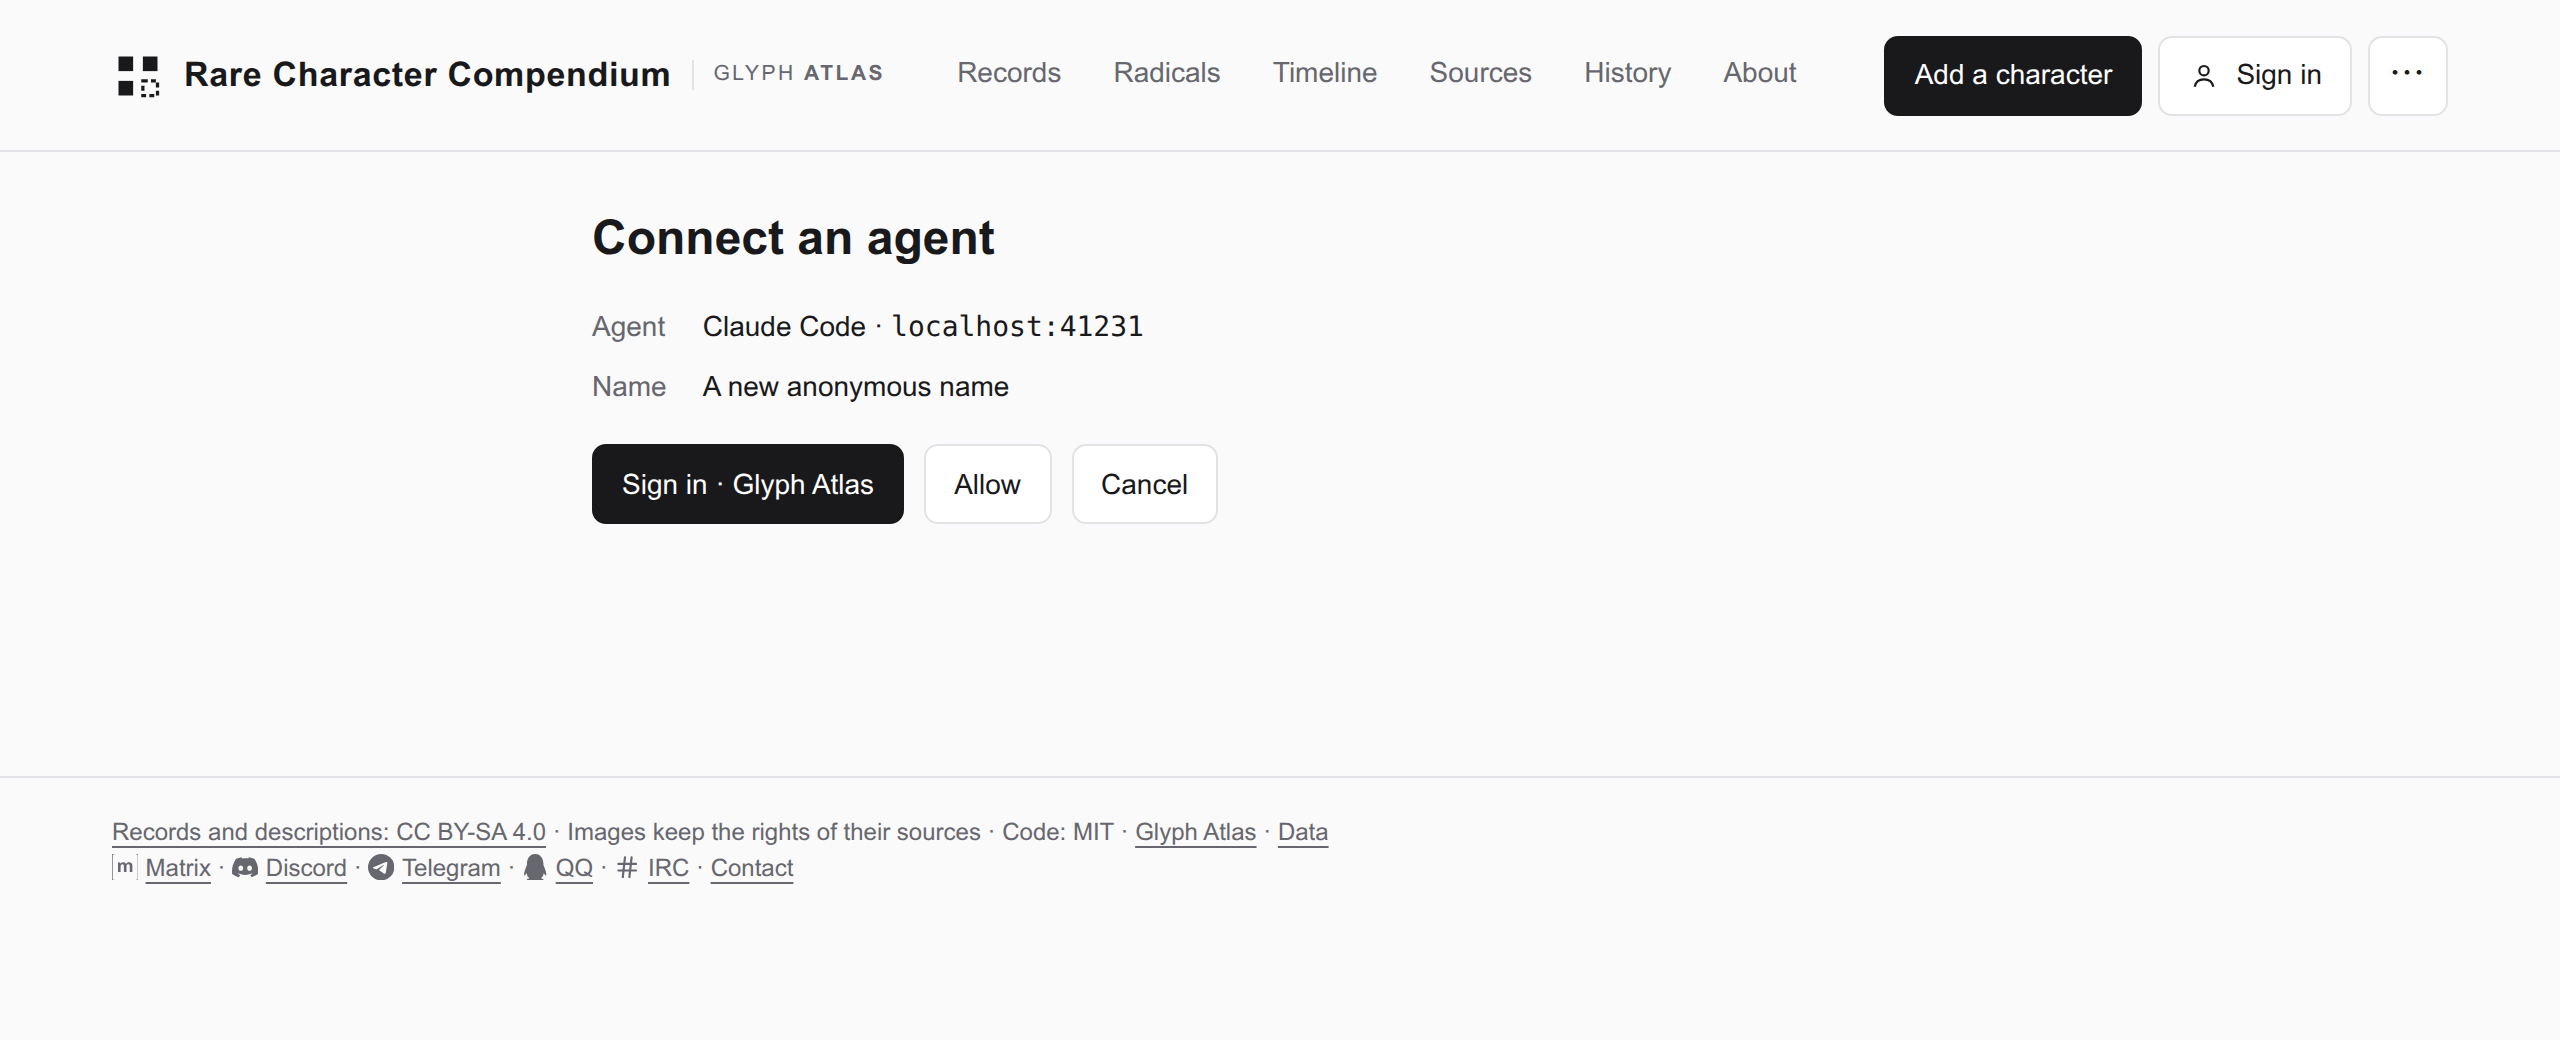 Rare Character Compendium GLYPH ATLAS Records Radicals Timeline Sources History About Add a character Sign in ···
Connect an agent
Agent Claude Code · localhost:41231
Name A new anonymous name
Sign in · Glyph Atlas Allow Cancel
Records and descriptions: CC BY-SA 4.0 · Images keep the rights of their sources · Code: MIT · Glyph Atlas · Data
[m] Matrix · Discord · Telegram · QQ · # IRC · Contact